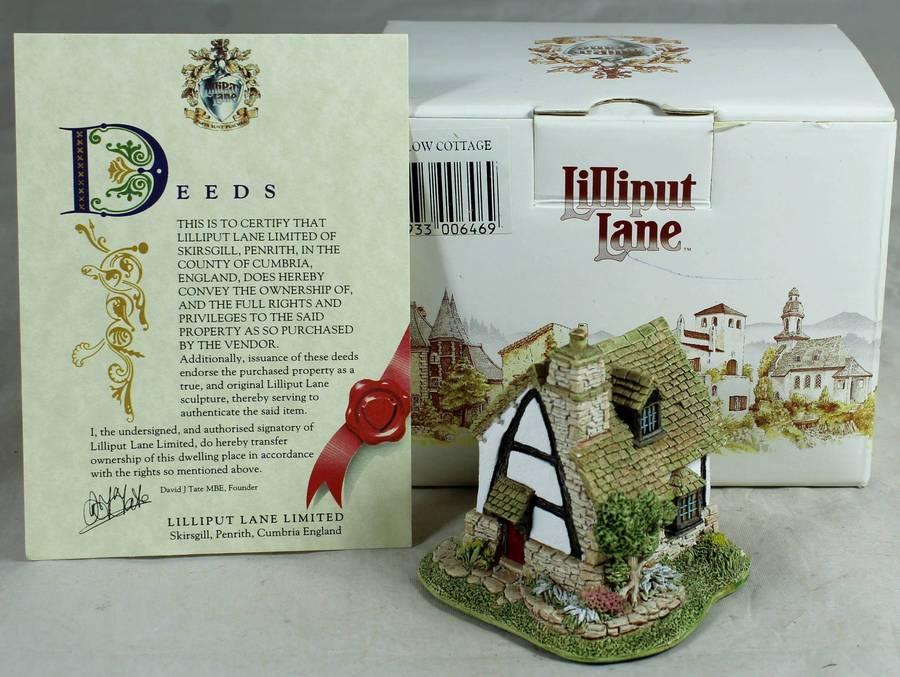 Lilliput
Lane
DEEDS
THIS IS TO CERTIFY THAT
LILLIPUT LANE LIMITED OF
SKIRSGILL, PENRITH, IN THE
COUNTY OF CUMBRIA,
ENGLAND, DOES HEREBY
CONVEY THE OWNERSHIP OF,
AND THE FULL RIGHTS AND
PRIVILEGES TO THE SAID
PROPERTY AS SO PURCHASED
BY THE VENDOR.
Additionally, issuance of these deeds
endorse the purchased property as a
true, and original Lilliput Lane
sculpture, thereby serving to
authenticate the said item.
I, the undersigned, and authorised signatory of
Lilliput Lane Limited, do hereby transfer
ownership of this dwelling place in accordance
with the rights so mentioned above.
David J Tate MBE, Founder
LILLIPUT LANE LIMITED
Skirsgill, Penrith, Cumbria England
LOW COTTAGE
933 006469
Lilliput
Lane™